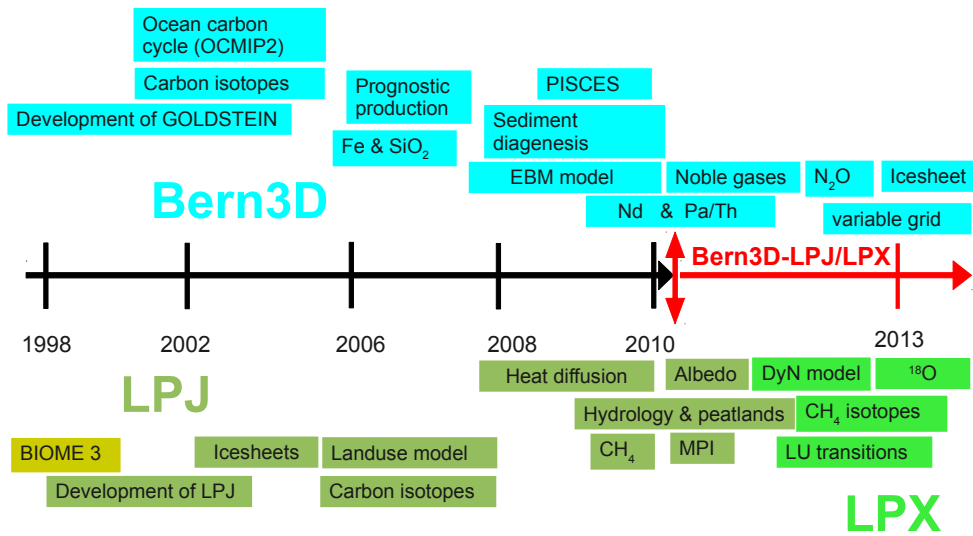 Ocean carbon
cycle (OCMIP2)
Carbon isotopes
Development of GOLDSTEIN
Prognostic
production
Fe & SiO₂
PISCES
Sediment
diagenesis
EBM model
Noble gases
N₂O
Icesheet
Nd & Pa/Th
variable grid
Bern3D
Bern3D-LPJ/LPX
1998
2002
2006
2008
2010
2013
LPJ
Heat diffusion
Albedo
DyN model
¹⁸O
Hydrology & peatlands
CH₄ isotopes
BIOME 3
Icesheets
Landuse model
CH₄
MPI
LU transitions
Development of LPJ
Carbon isotopes
LPX